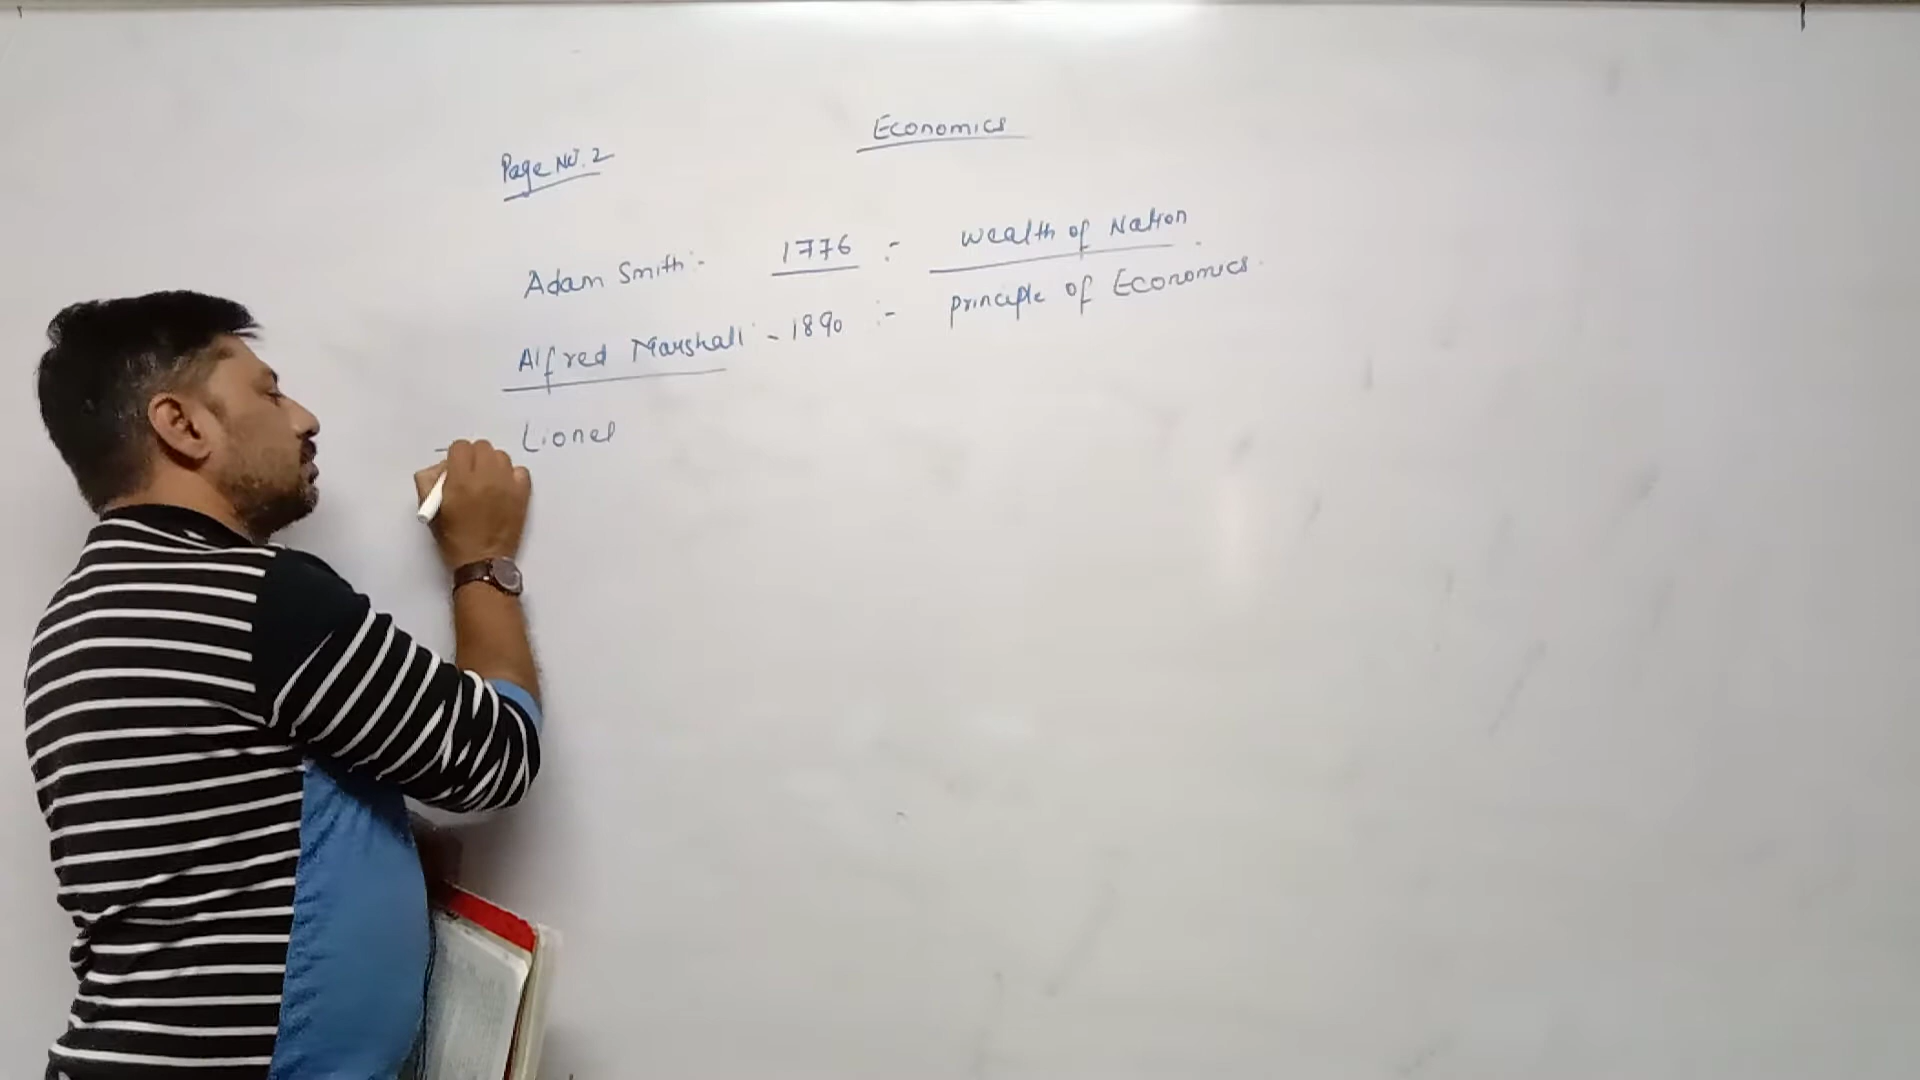 Economics
Page No. 2
Adam Smith :- 1776 :- Wealth of Nation.
Alfred Marshall :- 1890 :- principle of Economics.
Lionel